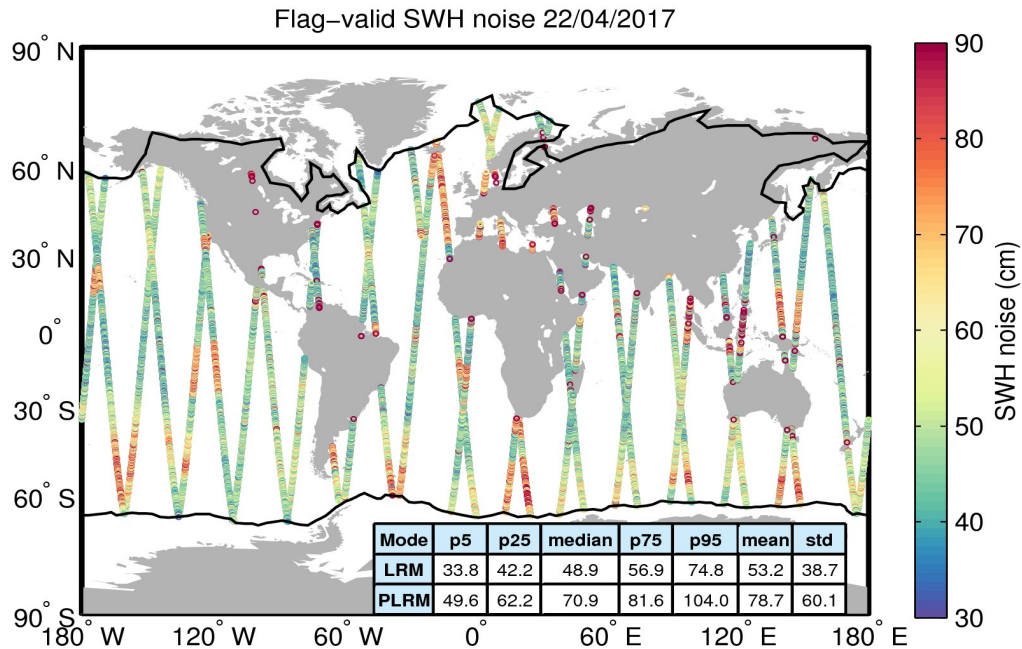 Flag−valid SWH noise 22/04/2017
90° N
60° N
30° N
0°
30° S
60° S
90° S
180° W
120° W
60° W
0°
60° E
120° E
180° E
Mode p5 p25 median p75 p95 mean std
LRM 33.8 42.2 48.9 56.9 74.8 53.2 38.7
PLRM 49.6 62.2 70.9 81.6 104.0 78.7 60.1
90
80
70
60
50
40
30
SWH noise (cm)